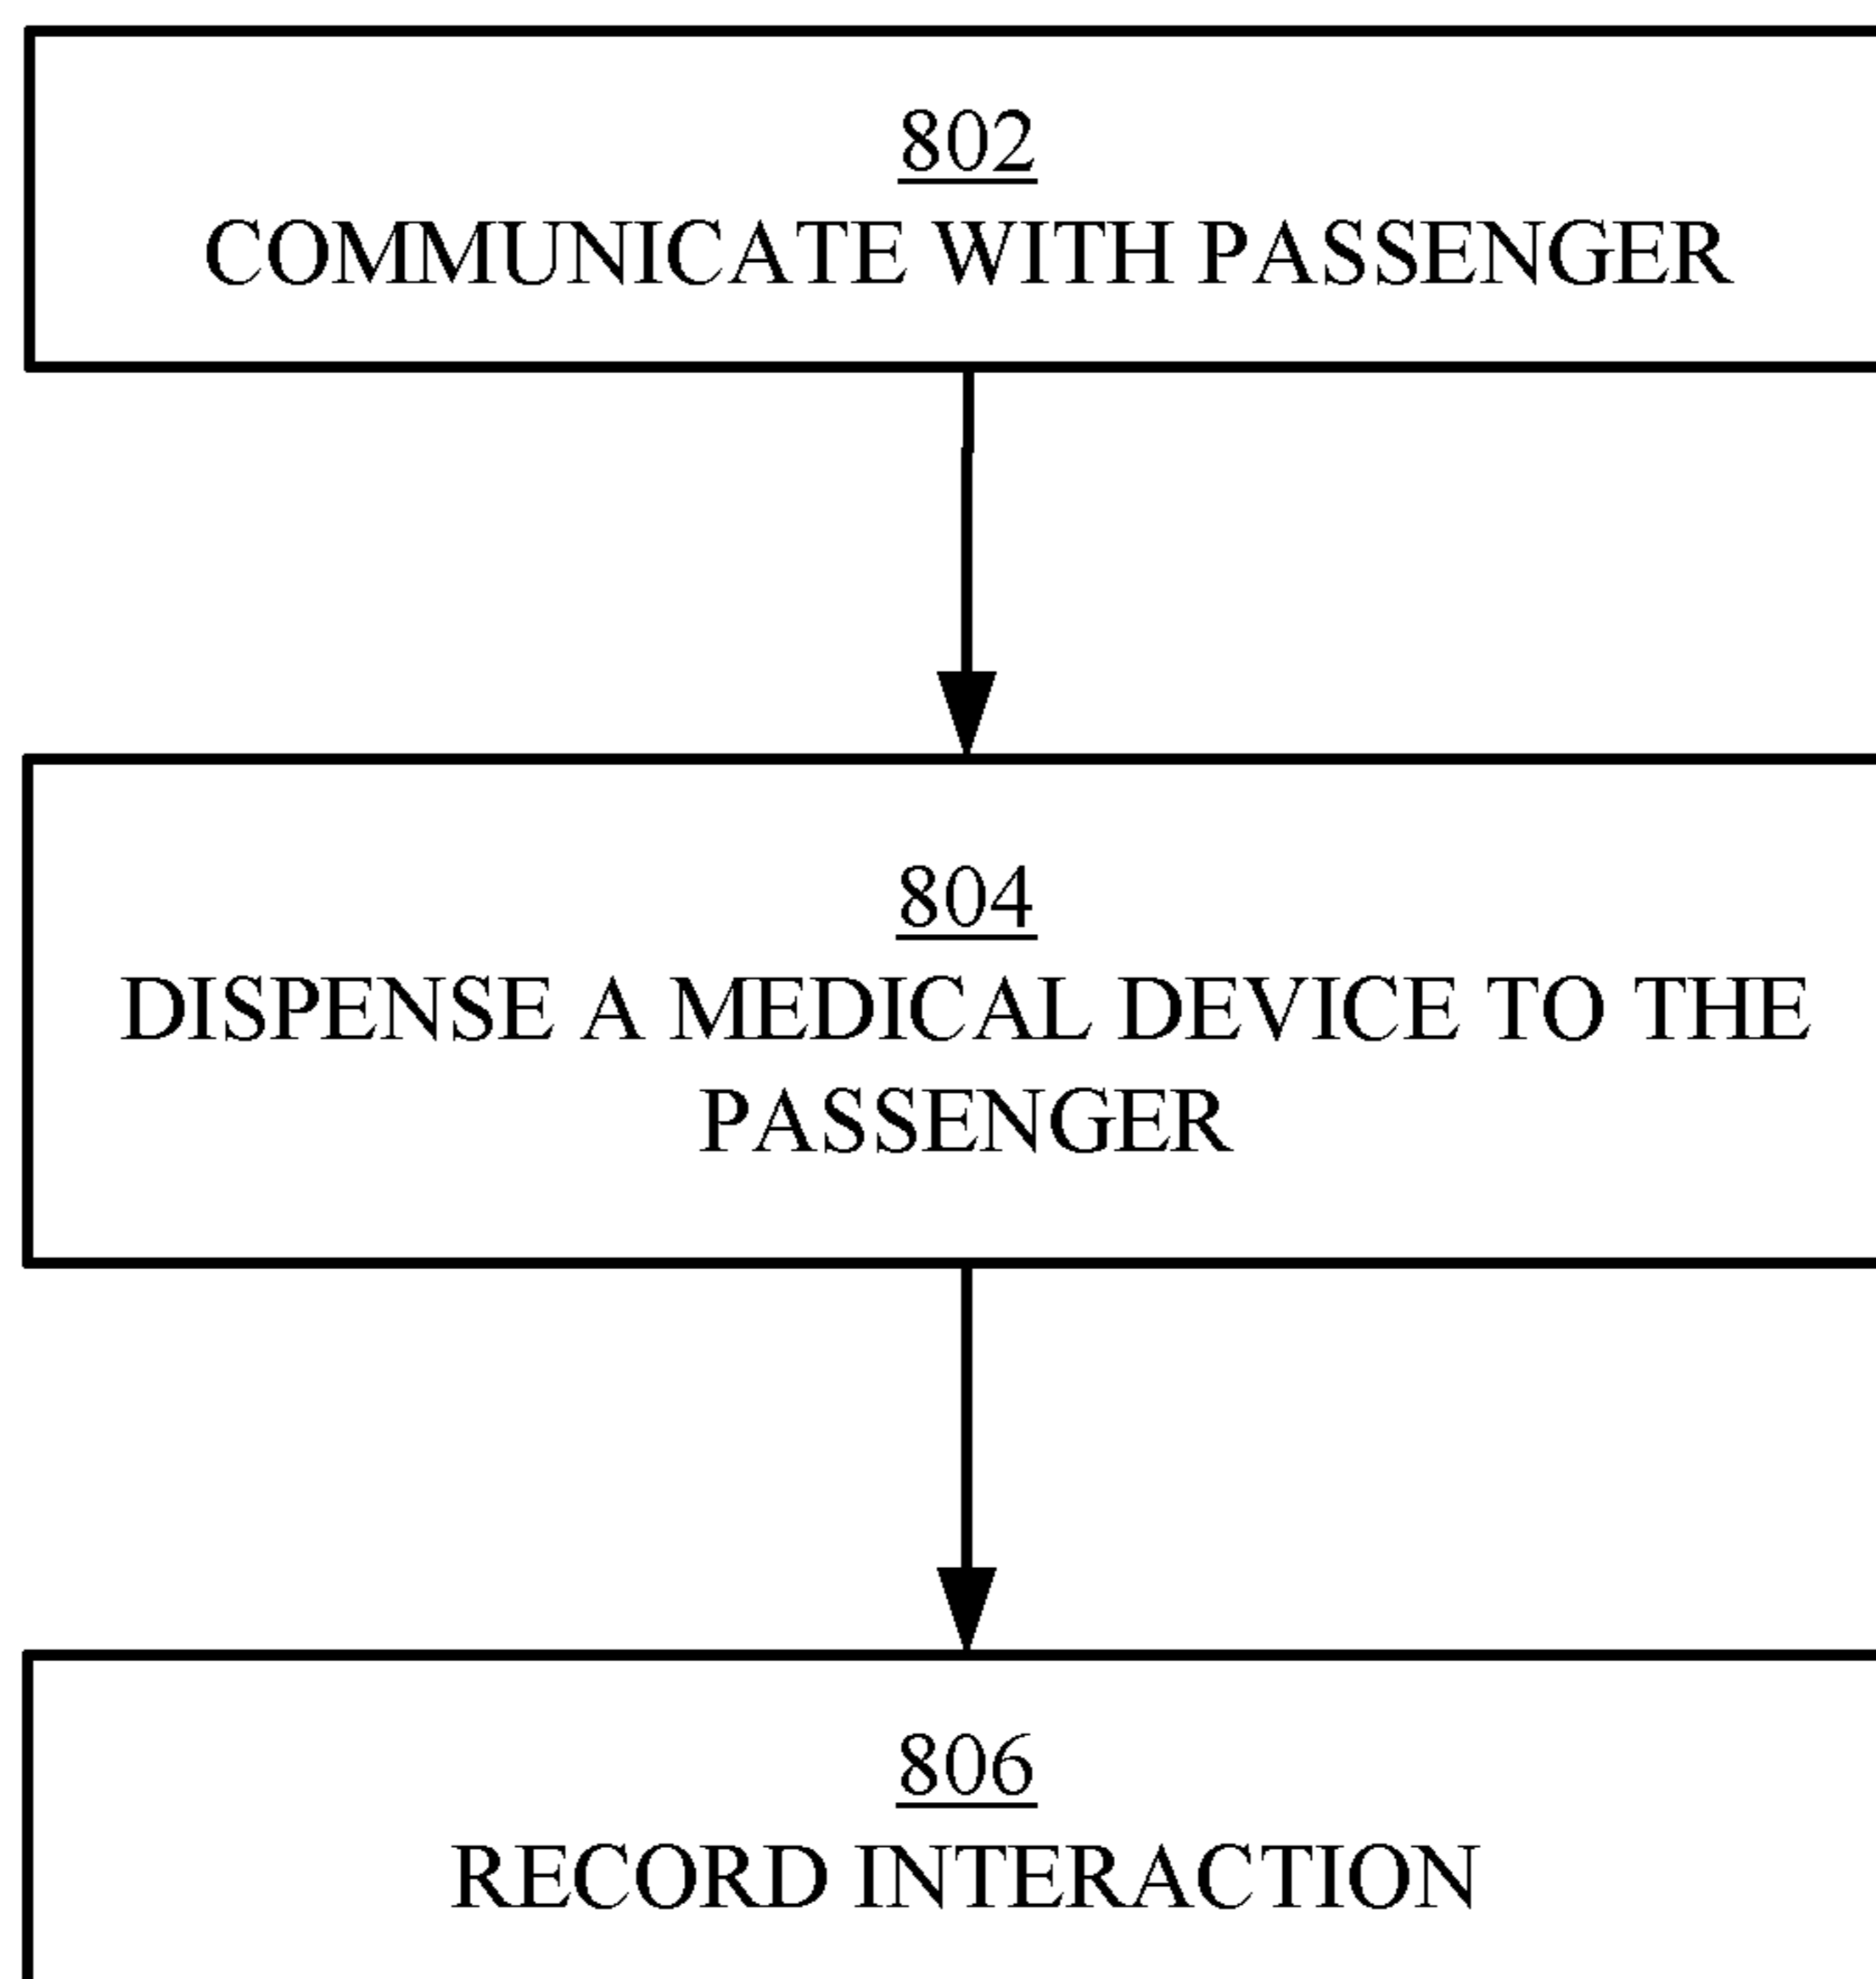 802
COMMUNICATE WITH PASSENGER
804
DISPENSE A MEDICAL DEVICE TO THE
PASSENGER
806
RECORD INTERACTION